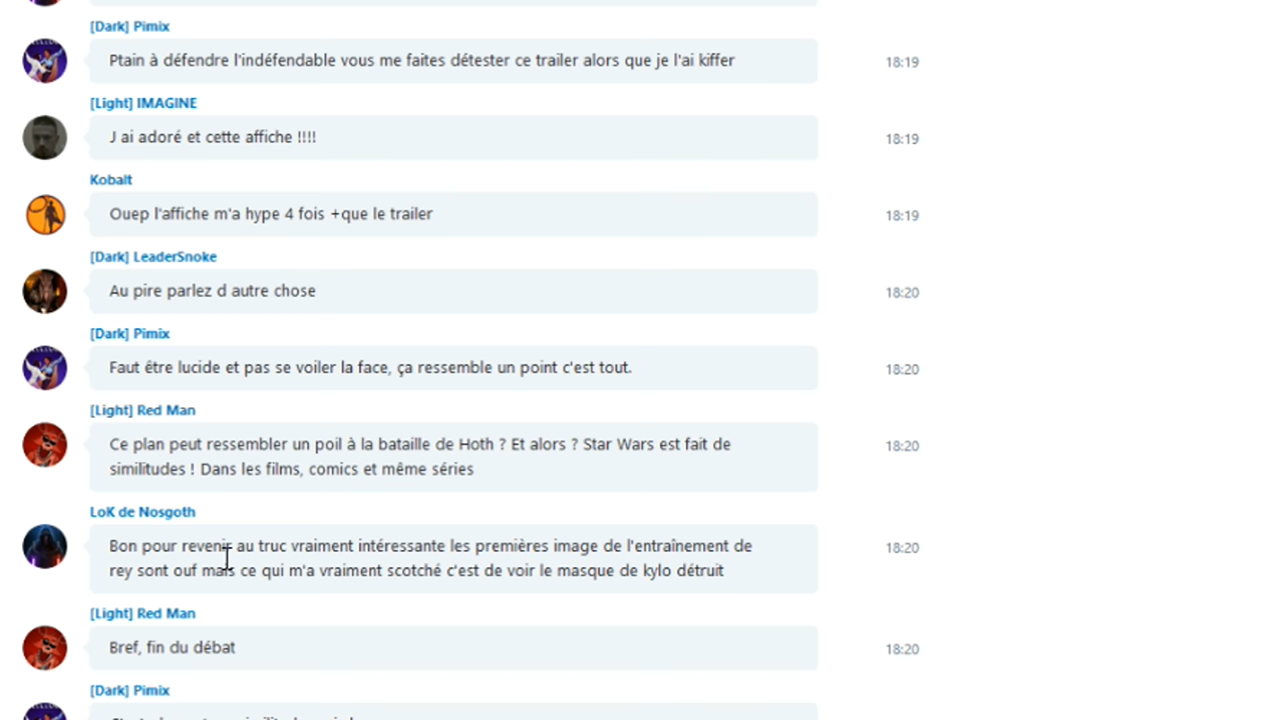 [Dark] Pimix
Ptain à défendre l'indéfendable vous me faites détester ce trailer alors que je l'ai kiffer
18:19
[Light] IMAGINE
J ai adoré et cette affiche !!!!
18:19
Kobalt
Ouep l'affiche m'a hype 4 fois +que le trailer
18:19
[Dark] LeaderSnoke
Au pire parlez d autre chose
18:20
[Dark] Pimix
Faut être lucide et pas se voiler la face, ça ressemble un point c'est tout.
18:20
[Light] Red Man
Ce plan peut ressembler un poil à la bataille de Hoth ? Et alors ? Star Wars est fait de
similitudes ! Dans les films, comics et même séries
18:20
LoK de Nosgoth
Bon pour revenir au truc vraiment intéressante les premières image de l'entraînement de
rey sont ouf mais ce qui m'a vraiment scotché c'est de voir le masque de kylo détruit
18:20
[Light] Red Man
Bref, fin du débat
18:20
[Dark] Pimix